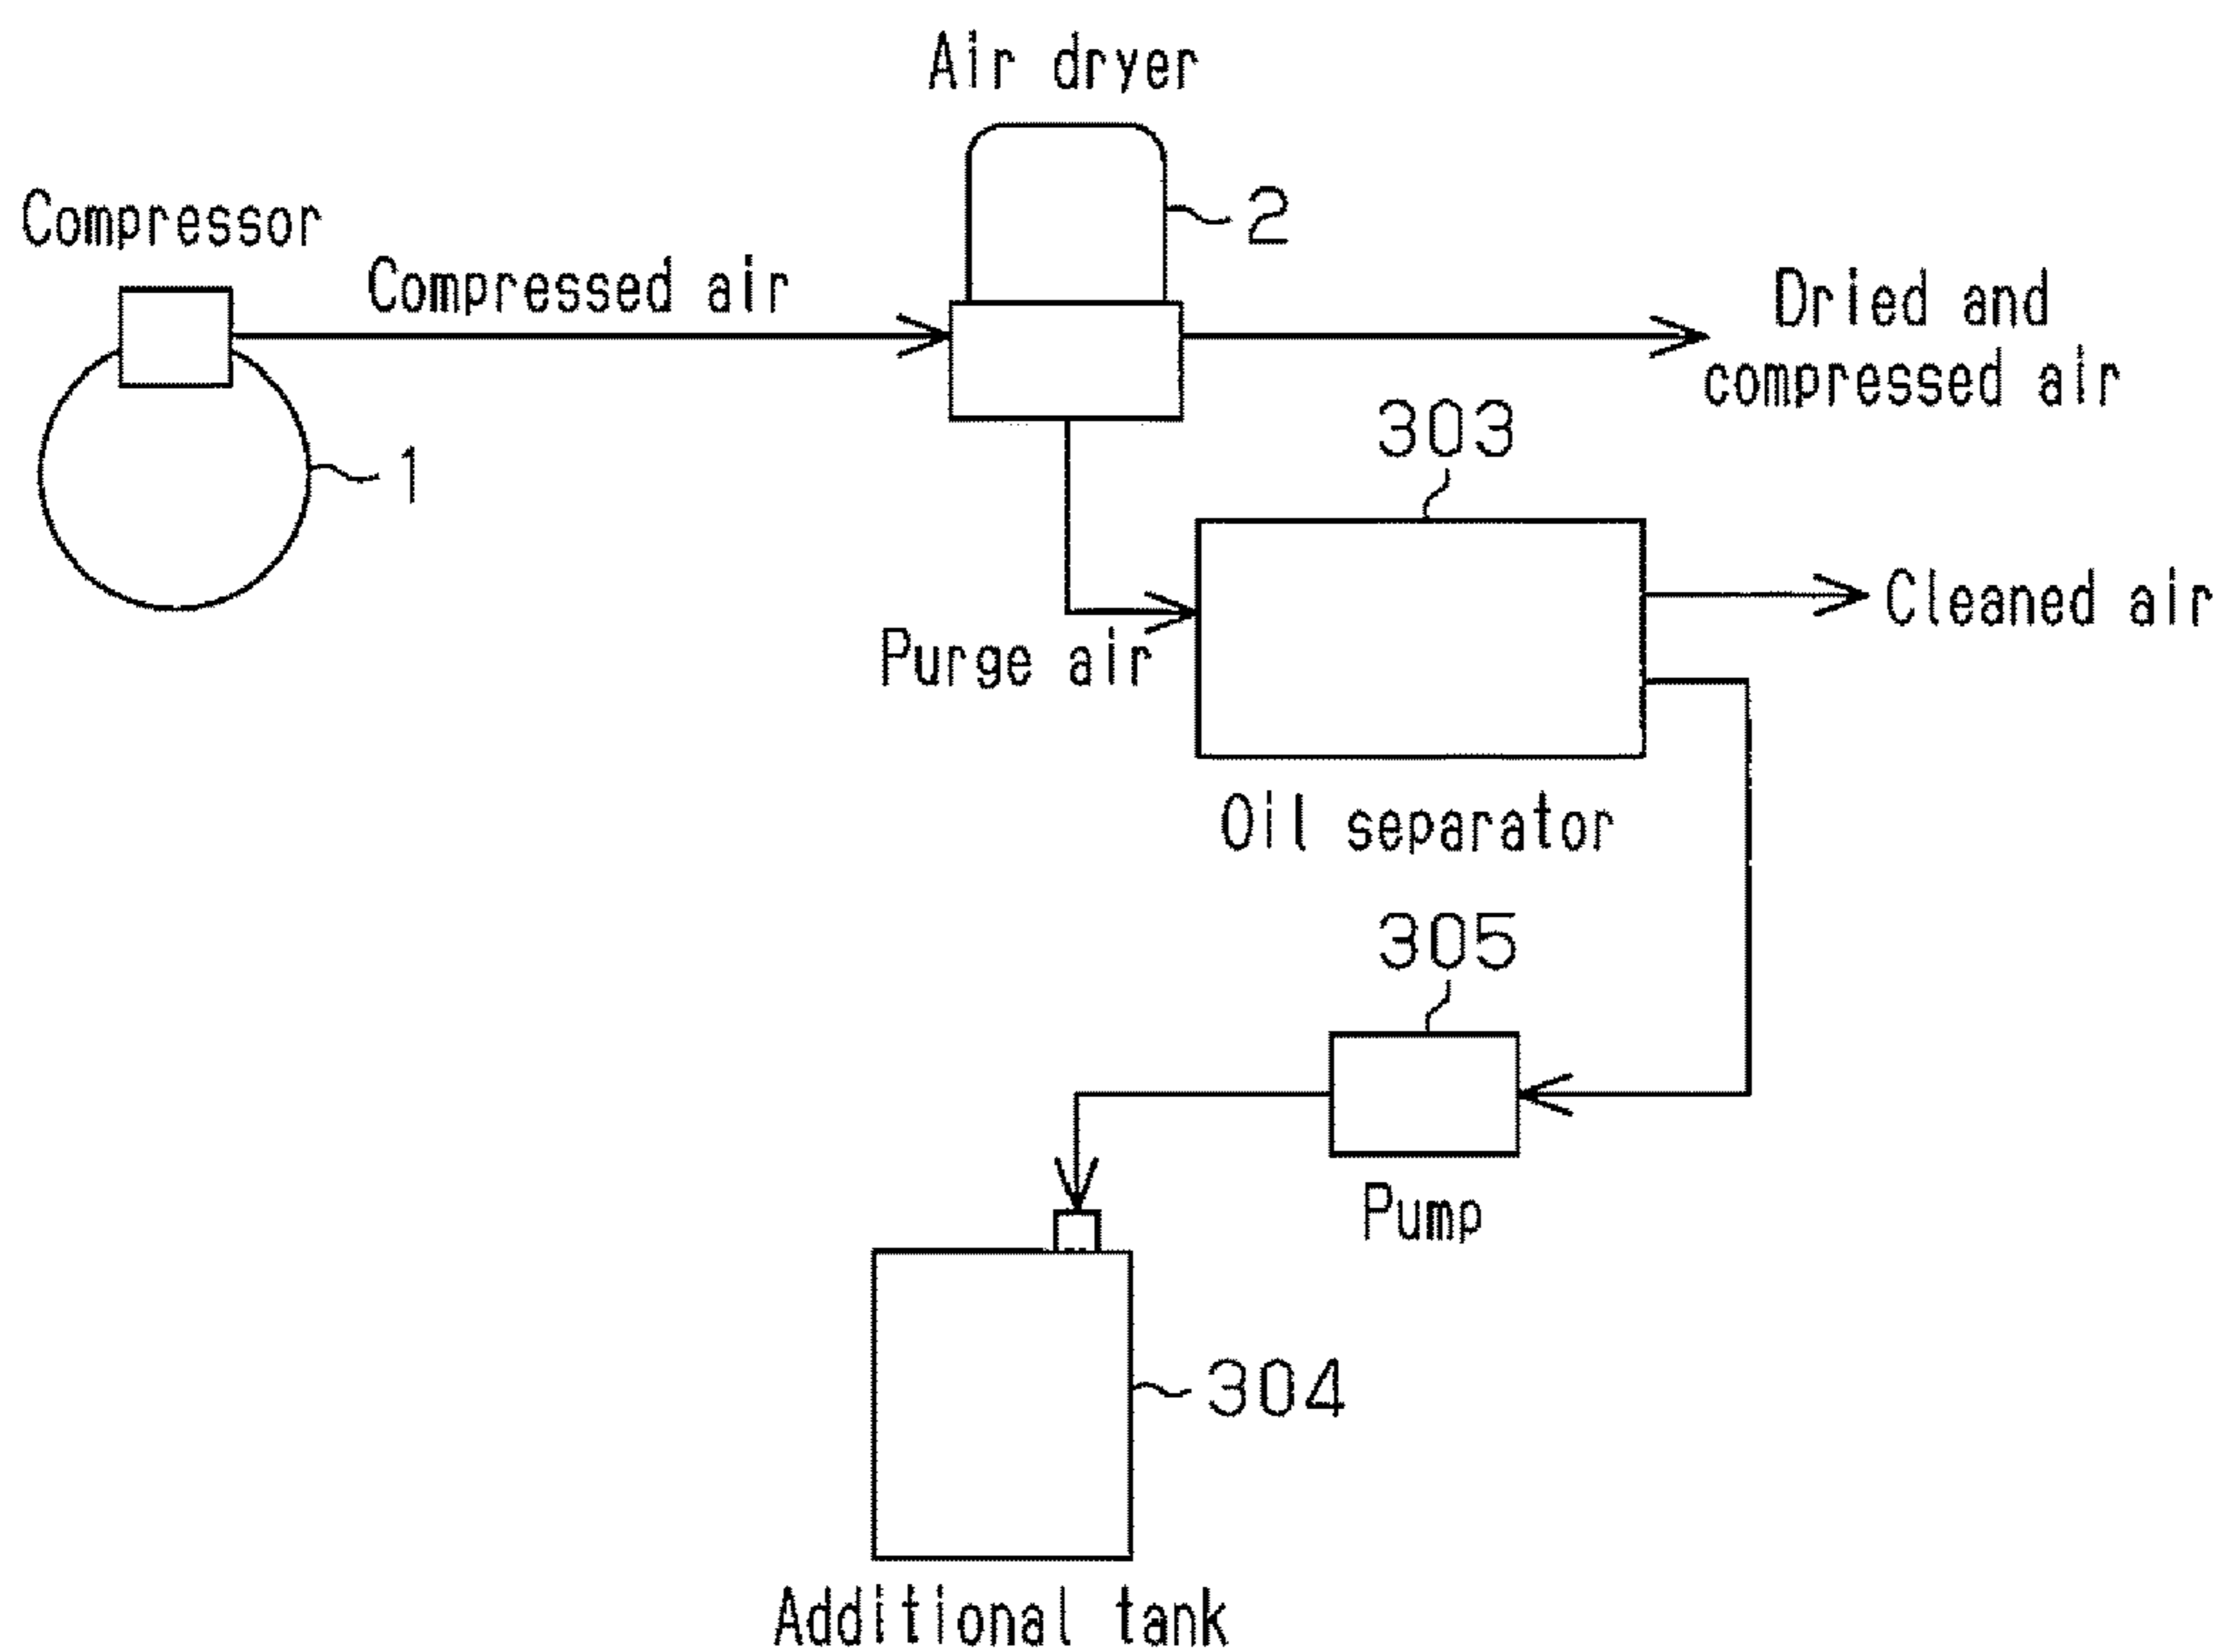 Air dryer
2
Compressor
Compressed air
Dried and
compressed air
1
303
Cleaned air
Purge air
Oil separator
305
Pump
304
Additional tank